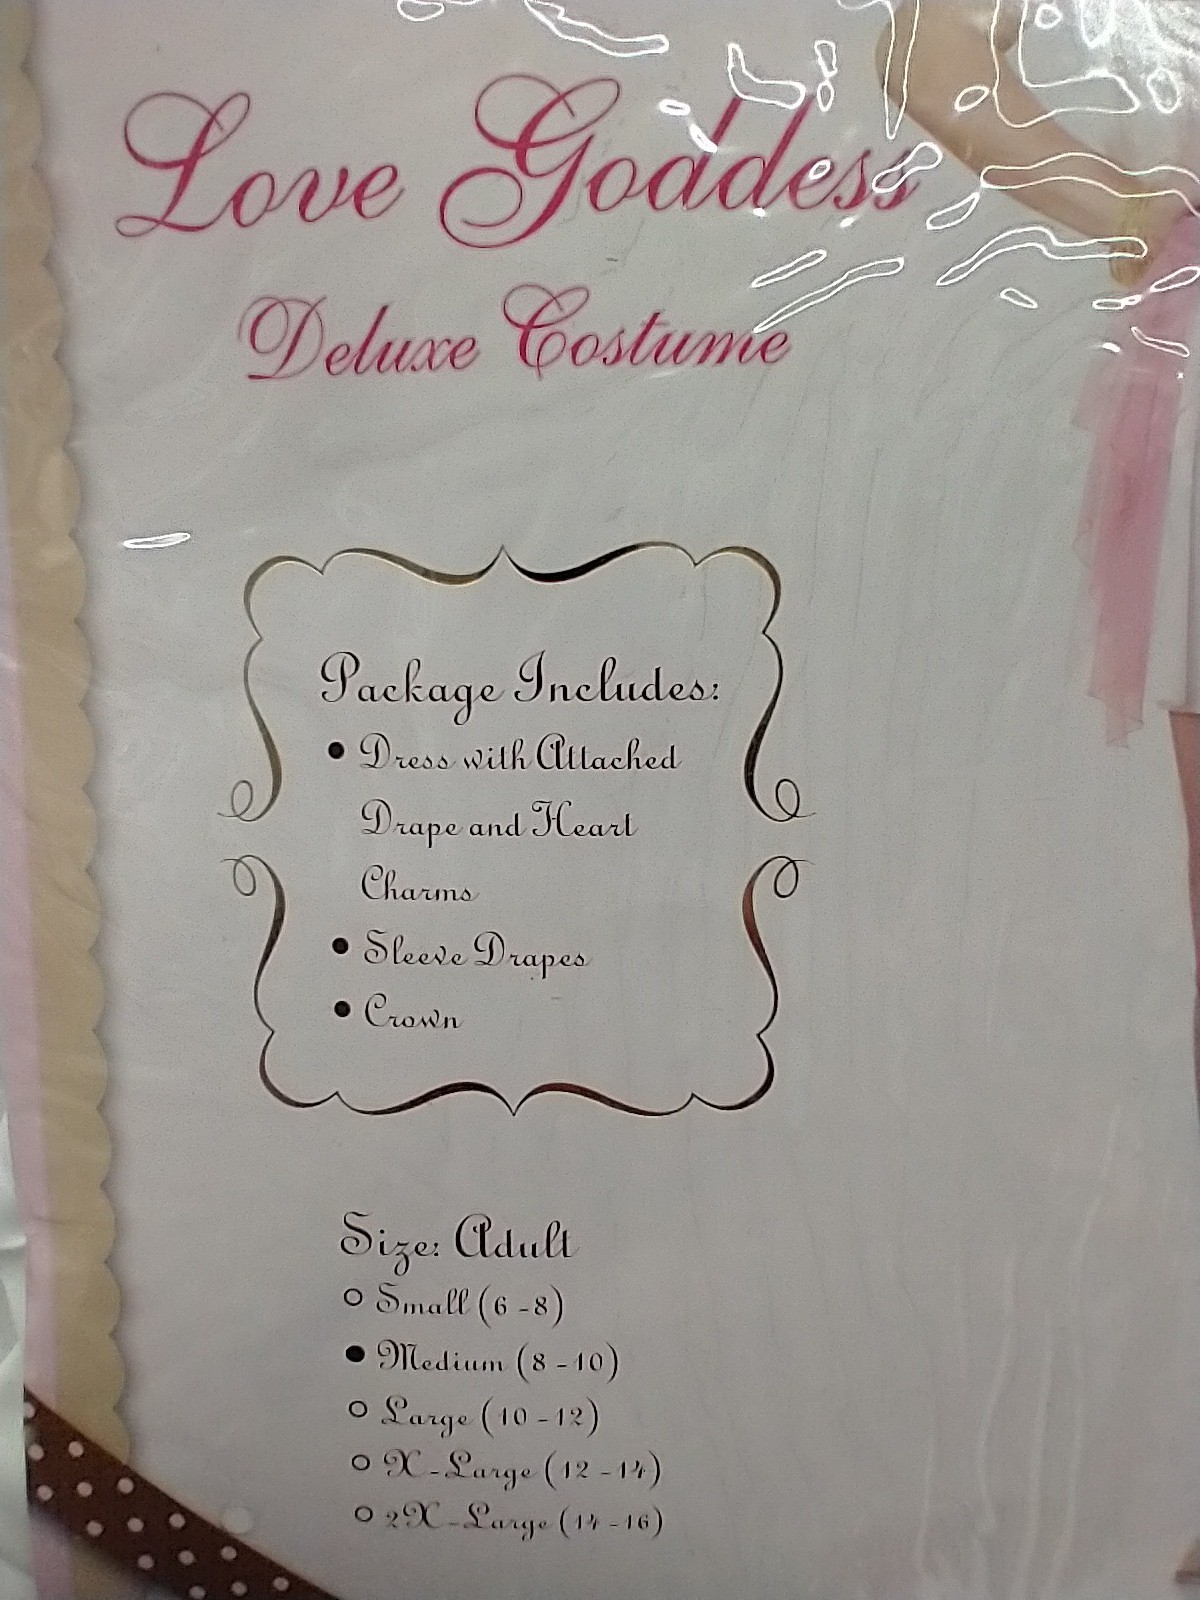 Love Goddess
Deluxe Costume
Package Includes:
● Dress with Attached
Drape and Heart
Charms
● Sleeve Drapes
● Crown
Size: Adult
○ Small (6 - 8)
● Medium (8 - 10)
○ Large (10 - 12)
○ X - Large (12 - 14)
○ 2X - Large (14 - 16)